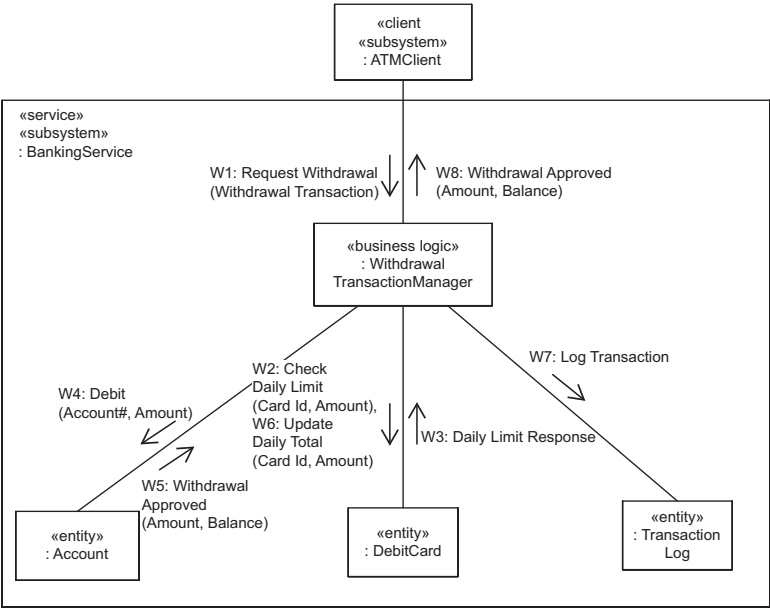 «client
«subsystem»
: ATMClient
«service»
«subsystem»
: BankingService
W1: Request Withdrawal
(Withdrawal Transaction)
W8: Withdrawal Approved
(Amount, Balance)
«business logic»
: Withdrawal
TransactionManager
W2: Check
Daily Limit
(Card Id, Amount),
W6: Update
Daily Total
(Card Id, Amount)
W7: Log Transaction
W4: Debit
(Account#, Amount)
W3: Daily Limit Response
W5: Withdrawal
Approved
(Amount, Balance)
«entity»
: Account
«entity»
: DebitCard
«entity»
: Transaction
Log